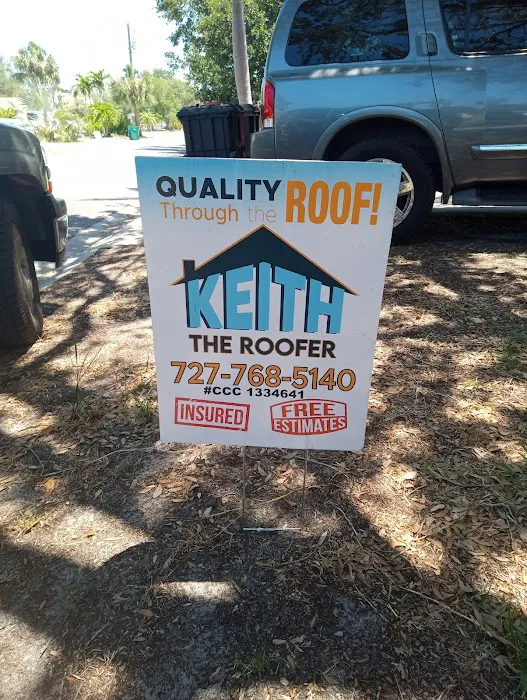 QUALITY
Through the ROOF!
KEITH
THE ROOFER
727-768-5140
#CCC 1334641
INSURED
FREE
ESTIMATES